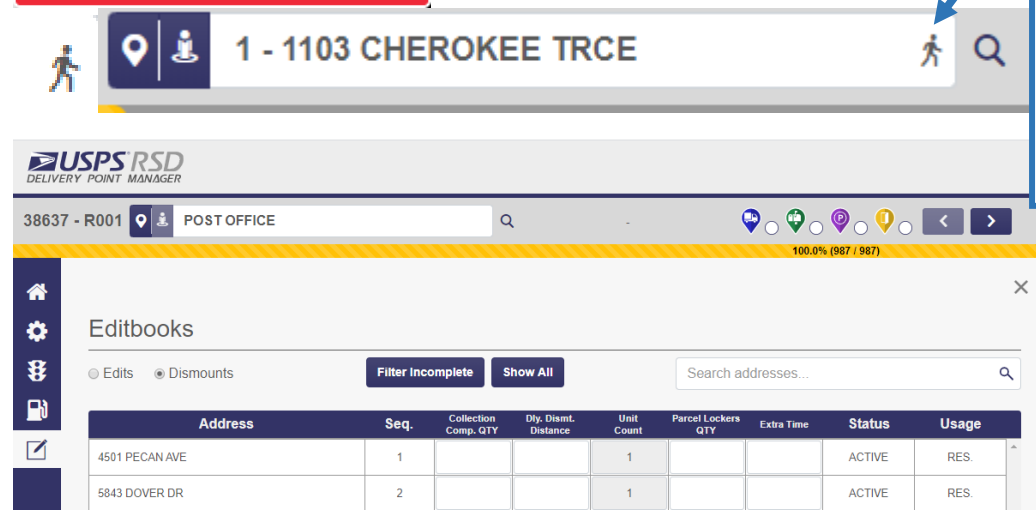 1 - 1103 CHEROKEE TRCE
USPS RSD
DELIVERY POINT MANAGER
38637 - R001 POST OFFICE -
P
100.0% (987 / 987)
Editbooks
Edits Dismounts Filter Incomplete Show All Search addresses...
Address Seq. Collection Comp. QTY Dly. Dismt. Distance Unit Count Parcel Lockers QTY Extra Time Status Usage
4501 PECAN AVE 1 1 ACTIVE RES.
5843 DOVER DR 2 1 ACTIVE RES.